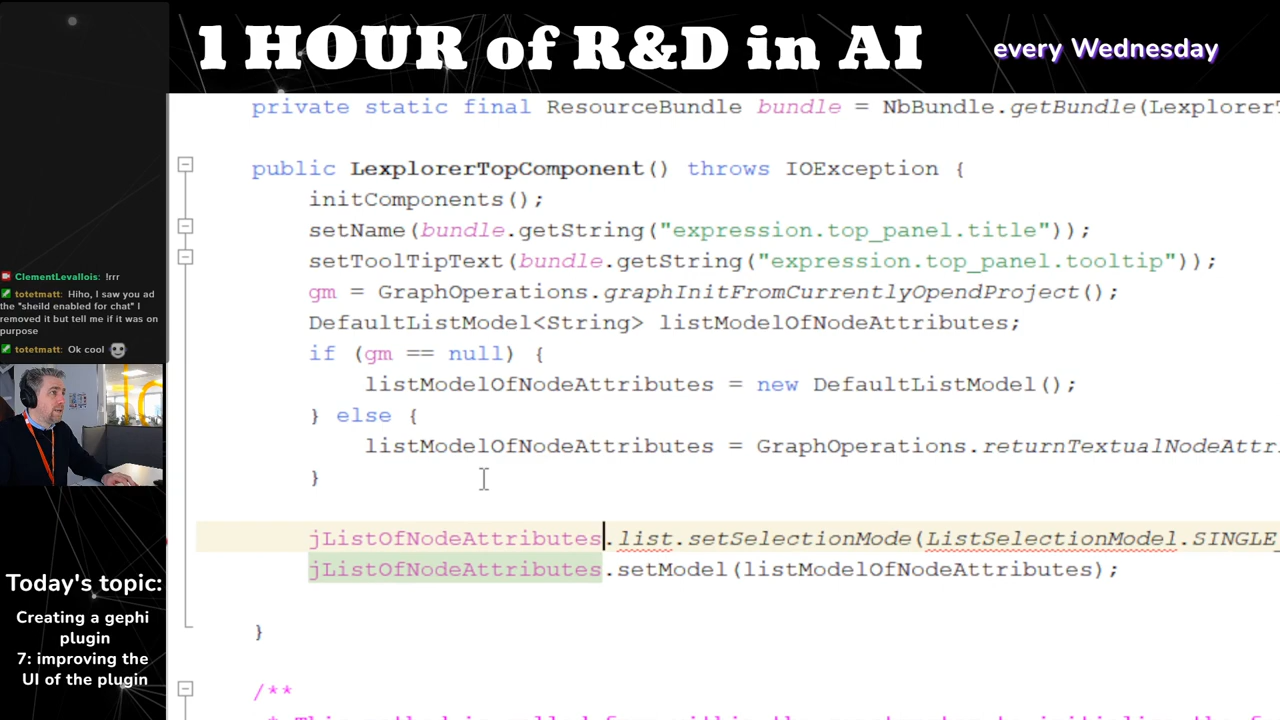 1 HOUR of R&D in AI
every Wednesday
private static final ResourceBundle bundle = NbBundle.getBundle(Lexplorer
public LexplorerTopComponent() throws IOException {
initComponents();
setName(bundle.getString("expression.top_panel.title"));
setToolTipText(bundle.getString("expression.top_panel.tooltip"));
gm = GraphOperations.graphInitFromCurrentlyOpendProject();
DefaultListModel<String> listModelOfNodeAttributes;
if (gm == null) {
listModelOfNodeAttributes = new DefaultListModel();
} else {
listModelOfNodeAttributes = GraphOperations.returnTextualNodeAttr
}
jListOfNodeAttributes.list.setSelectionMode(ListSelectionModel.SINGLE_
jListOfNodeAttributes.setModel(listModelOfNodeAttributes);
}
/**
ClementLevallois: !rrr
totetmatt: Hiho, I saw you ad
the "sheild enabled for chat" I
removed it but tell me if it was on
purpose
totetmatt: Ok cool
Today's topic:
Creating a gephi
plugin
7: improving the
UI of the plugin